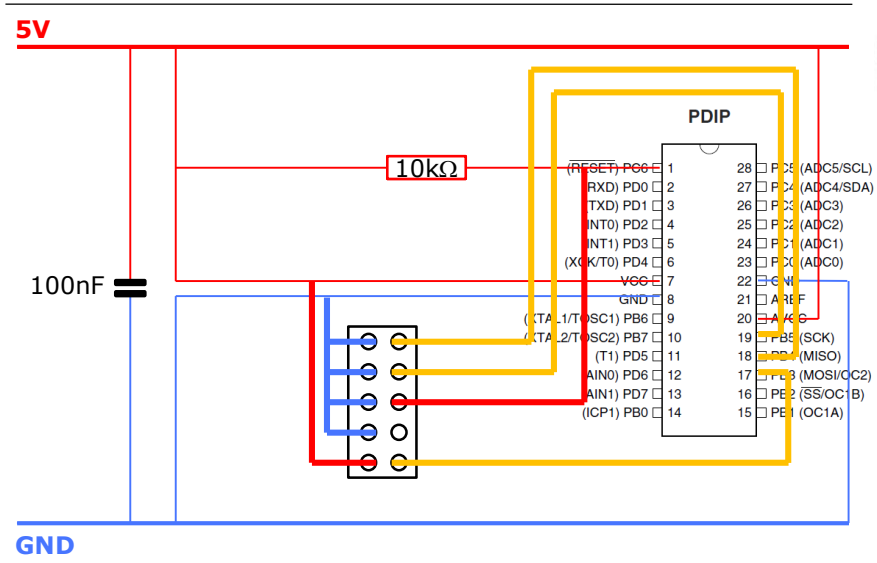 5V
PDIP
10kΩ
(RESET) PC6 1 28 PC5 (ADC5/SCL)
(RXD) PD0 2 27 PC4 (ADC4/SDA)
(TXD) PD1 3 26 PC3 (ADC3)
(INT0) PD2 4 25 PC2 (ADC2)
(INT1) PD3 5 24 PC1 (ADC1)
(XCK/T0) PD4 6 23 PC0 (ADC0)
100nF
VCC 7 22 GND
GND 8 21 AREF
(XTAL1/TOSC1) PB6 9 20 AVCC
(XTAL2/TOSC2) PB7 10 19 PB5 (SCK)
(T1) PD5 11 18 PB4 (MISO)
(AIN0) PD6 12 17 PB3 (MOSI/OC2)
(AIN1) PD7 13 16 PB2 (SS/OC1B)
(ICP1) PB0 14 15 PB1 (OC1A)
GND